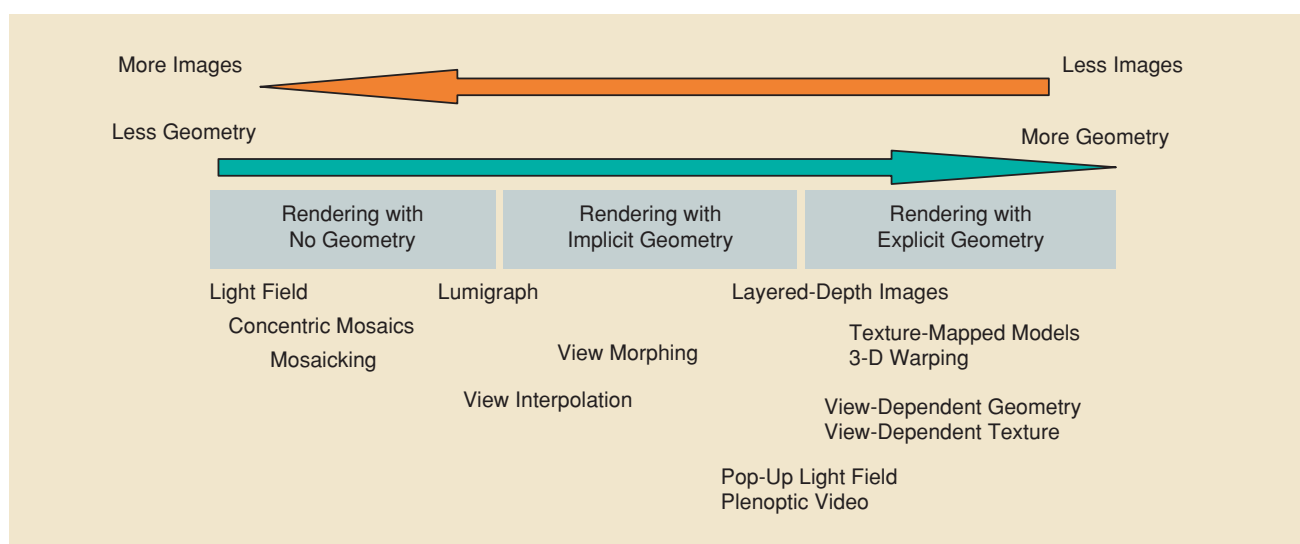 More Images
Less Images
Less Geometry
More Geometry
Rendering with
No Geometry
Rendering with
Implicit Geometry
Rendering with
Explicit Geometry
Light Field
Lumigraph
Layered-Depth Images
Concentric Mosaics
Mosaicking
View Morphing
Texture-Mapped Models
3-D Warping
View Interpolation
View-Dependent Geometry
View-Dependent Texture
Pop-Up Light Field
Plenoptic Video